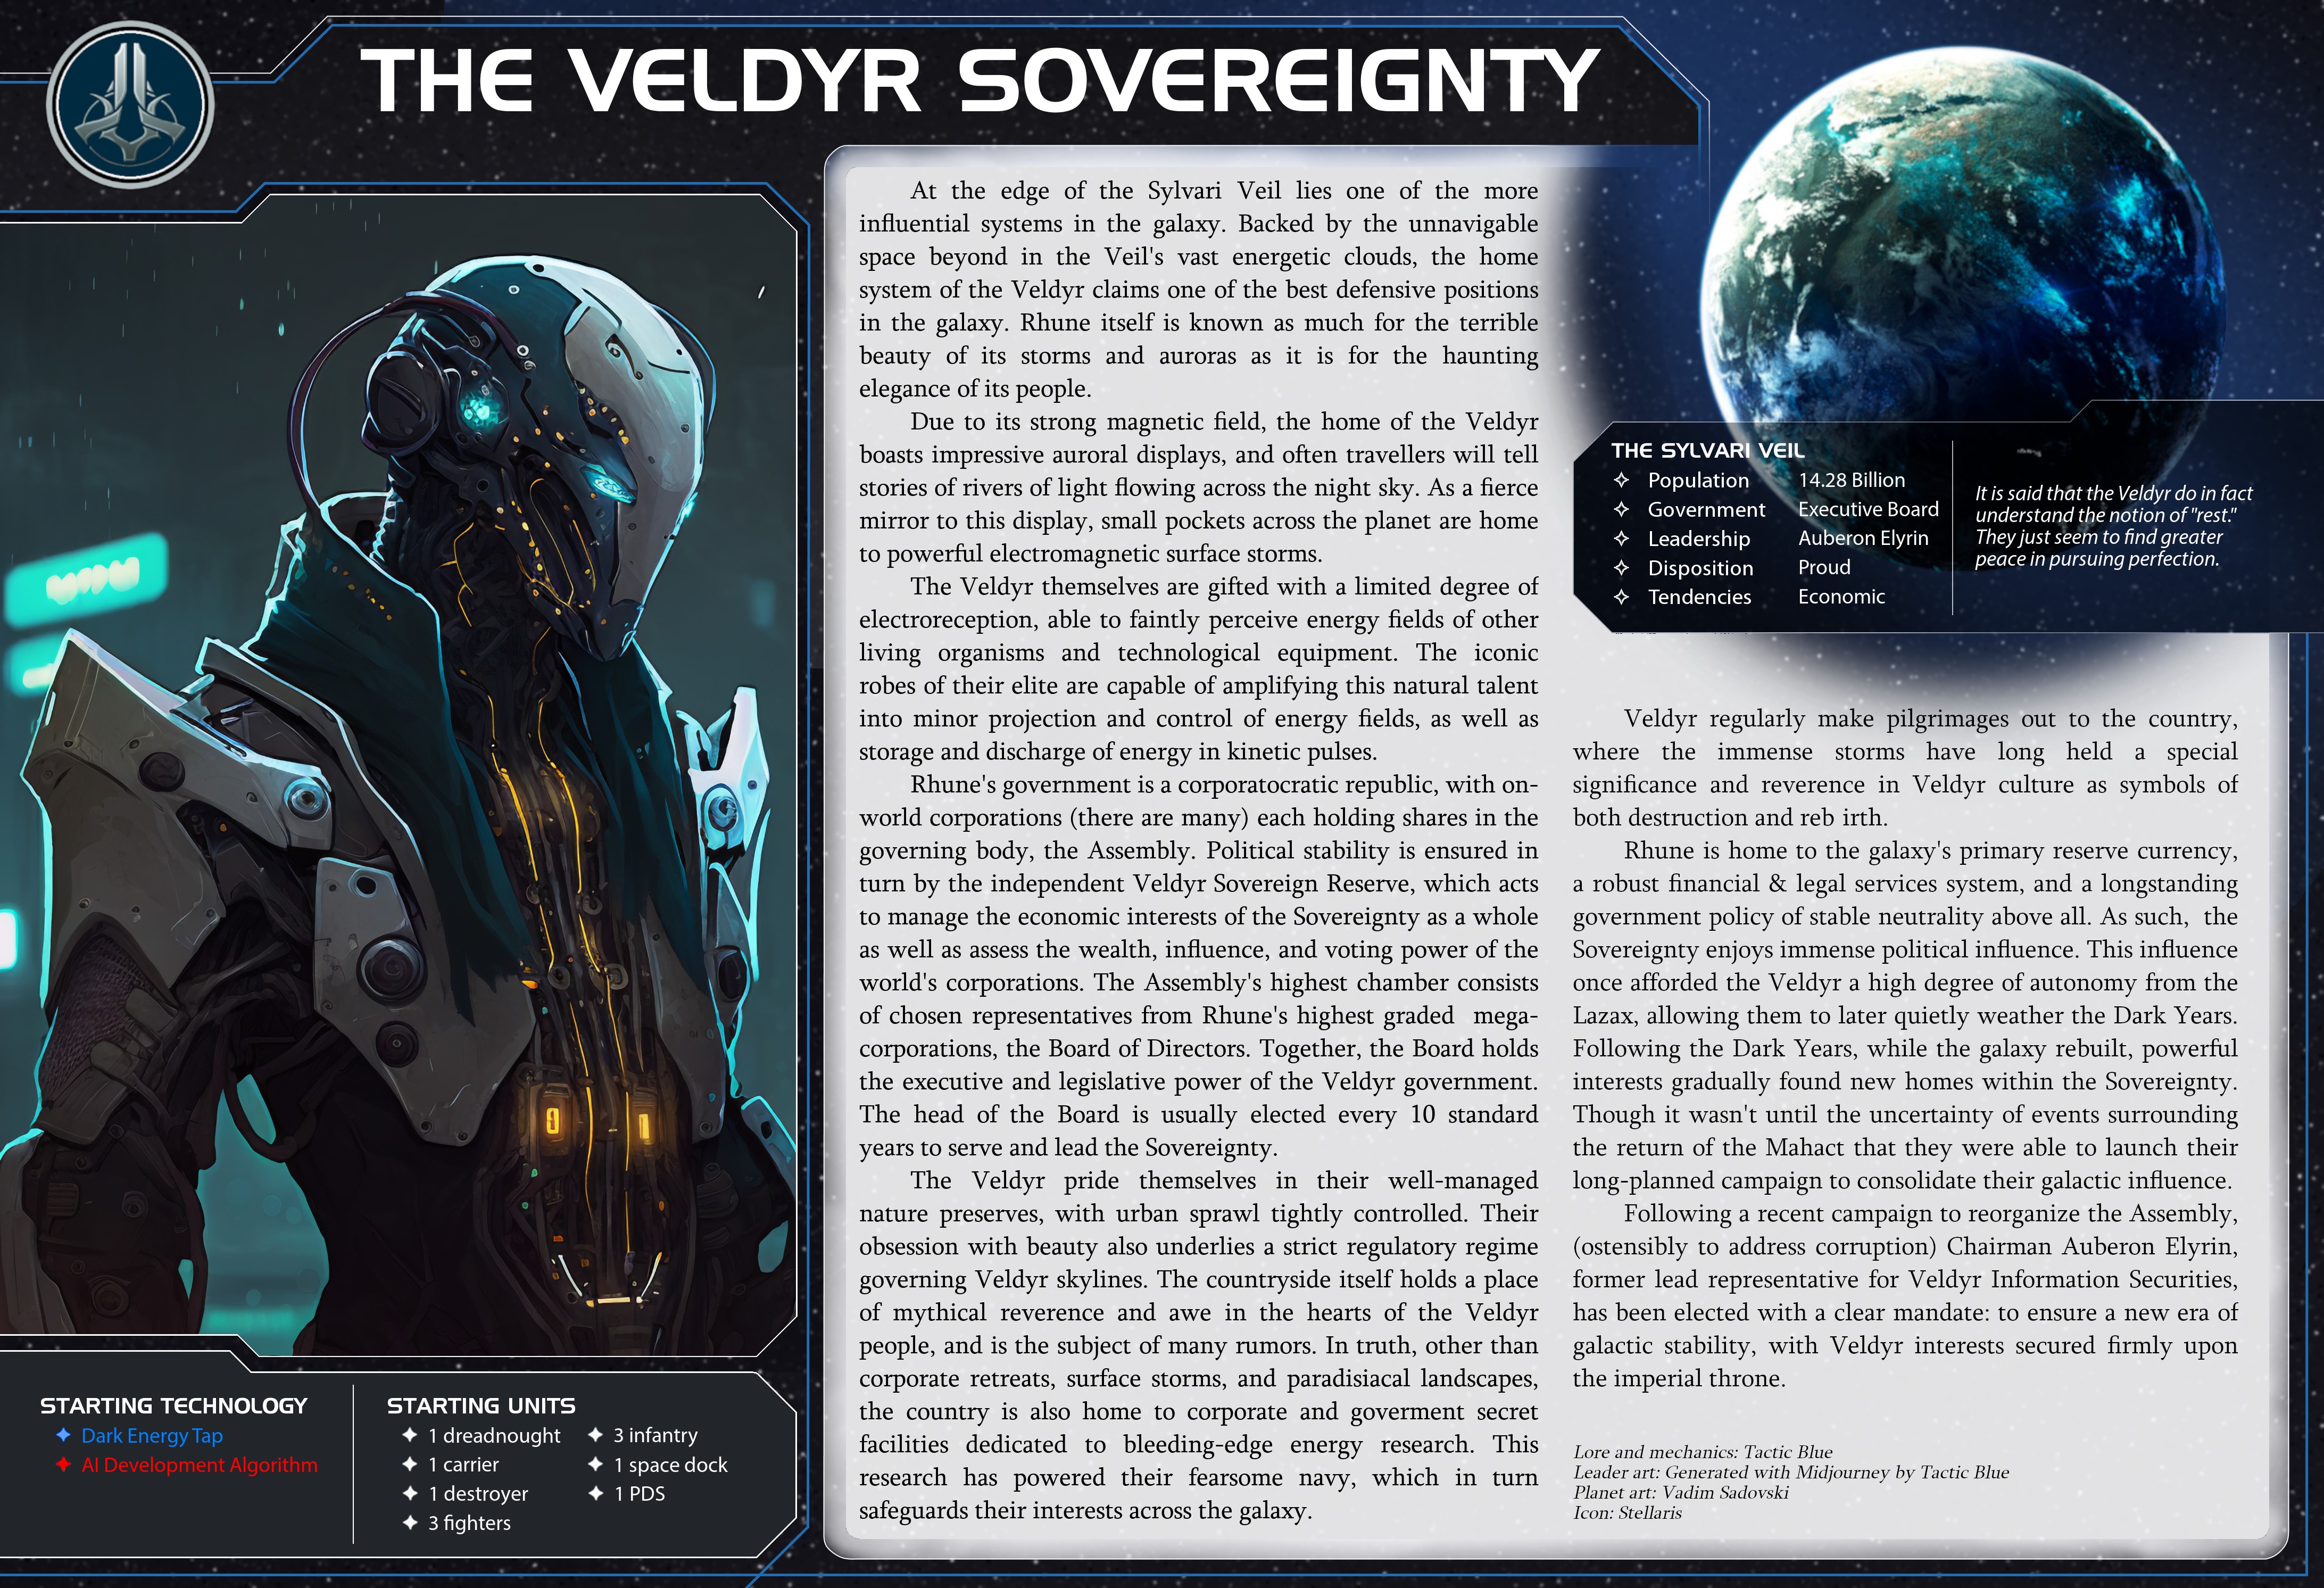 THE VELDYR SOVEREIGNTY
At the edge of the Sylvari Veil lies one of the more
influential systems in the galaxy. Backed by the unnavigable
space beyond in the Veil's vast energetic clouds, the home
system of the Veldyr claims one of the best defensive positions
in the galaxy. Rhune itself is known as much for the terrible
beauty of its storms and auroras as it is for the haunting
elegance of its people.
Due to its strong magnetic field, the home of the Veldyr
boasts impressive auroral displays, and often travellers will tell
stories of rivers of light flowing across the night sky. As a fierce
mirror to this display, small pockets across the planet are home
to powerful electromagnetic surface storms.
The Veldyr themselves are gifted with a limited degree of
electroreception, able to faintly perceive energy fields of other
living organisms and technological equipment. The iconic
robes of their elite are capable of amplifying this natural talent
into minor projection and control of energy fields, as well as
storage and discharge of energy in kinetic pulses.
Rhune's government is a corporatocratic republic, with on-
world corporations (there are many) each holding shares in the
governing body, the Assembly. Political stability is ensured in
turn by the independent Veldyr Sovereign Reserve, which acts
to manage the economic interests of the Sovereignty as a whole
as well as assess the wealth, influence, and voting power of the
world's corporations. The Assembly's highest chamber consists
of chosen representatives from Rhune's highest graded mega-
corporations, the Board of Directors. Together, the Board holds
the executive and legislative power of the Veldyr government.
The head of the Board is usually elected every 10 standard
years to serve and lead the Sovereignty.
The Veldyr pride themselves in their well-managed
nature preserves, with urban sprawl tightly controlled. Their
obsession with beauty also underlies a strict regulatory regime
governing Veldyr skylines. The countryside itself holds a place
of mythical reverence and awe in the hearts of the Veldyr
people, and is the subject of many rumors. In truth, other than
corporate retreats, surface storms, and paradisiacal landscapes,
the country is also home to corporate and goverment secret
facilities dedicated to bleeding-edge energy research. This
research has powered their fearsome navy, which in turn
safeguards their interests across the galaxy.
THE SYLVARI VEIL
Population 14.28 Billion
Government Executive Board
Leadership Auberon Elyrin
Disposition Proud
Tendencies Economic
It is said that the Veldyr do in fact
understand the notion of "rest."
They just seem to find greater
peace in pursuing perfection.
Veldyr regularly make pilgrimages out to the country,
where the immense storms have long held a special
significance and reverence in Veldyr culture as symbols of
both destruction and reb irth.
Rhune is home to the galaxy's primary reserve currency,
a robust financial & legal services system, and a longstanding
government policy of stable neutrality above all. As such, the
Sovereignty enjoys immense political influence. This influence
once afforded the Veldyr a high degree of autonomy from the
Lazax, allowing them to later quietly weather the Dark Years.
Following the Dark Years, while the galaxy rebuilt, powerful
interests gradually found new homes within the Sovereignty.
Though it wasn't until the uncertainty of events surrounding
the return of the Mahact that they were able to launch their
long-planned campaign to consolidate their galactic influence.
Following a recent campaign to reorganize the Assembly,
(ostensibly to address corruption) Chairman Auberon Elyrin,
former lead representative for Veldyr Information Securities,
has been elected with a clear mandate: to ensure a new era of
galactic stability, with Veldyr interests secured firmly upon
the imperial throne.
Lore and mechanics: Tactic Blue
Leader art: Generated with Midjourney by Tactic Blue
Planet art: Vadim Sadovski
Icon: Stellaris
STARTING TECHNOLOGY
Dark Energy Tap
AI Development Algorithm
STARTING UNITS
1 dreadnought
1 carrier
1 destroyer
3 fighters
3 infantry
1 space dock
1 PDS